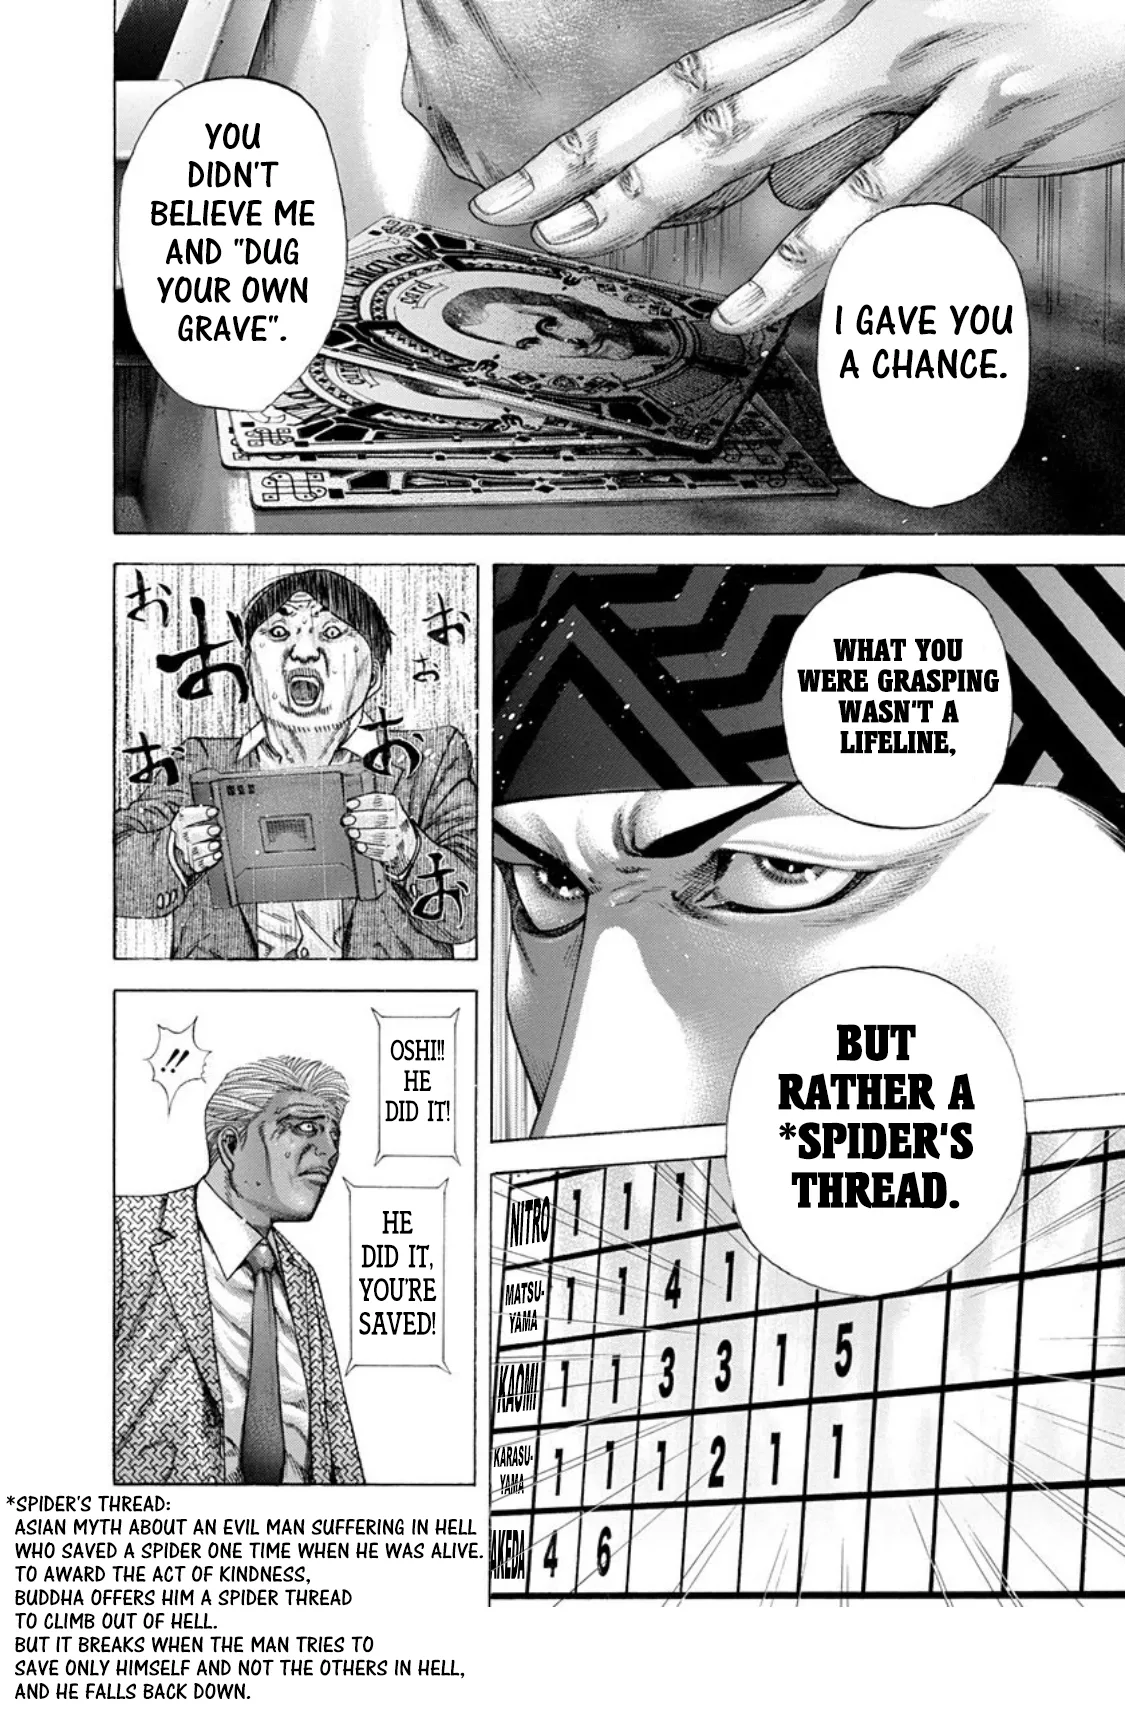 I GAVE YOU
A CHANCE.
YOU
DIDN'T
BELIEVE ME
AND "DUG
YOUR OWN
GRAVE".
card
WHAT YOU
WERE GRASPING
WASN'T A
LIFELINE,
BUT
RATHER A
*SPIDER'S
THREAD.
お
お
お
お
お
お
お
お
OSHI!!
HE
DID IT!
HE
DID IT,
YOU'RE
SAVED!
!!
NITRO 1 1 1
MATSU-
YAMA 1 1 4 1
KAOMI 1 1 3 3 1 5
KARASU-
YAMA 1 1 1 2 1 1
AKEDA 4 6
*SPIDER'S THREAD:
ASIAN MYTH ABOUT AN EVIL MAN SUFFERING IN HELL
WHO SAVED A SPIDER ONE TIME WHEN HE WAS ALIVE.
TO AWARD THE ACT OF KINDNESS,
BUDDHA OFFERS HIM A SPIDER THREAD
TO CLIMB OUT OF HELL.
BUT IT BREAKS WHEN THE MAN TRIES TO
SAVE ONLY HIMSELF AND NOT THE OTHERS IN HELL,
AND HE FALLS BACK DOWN.